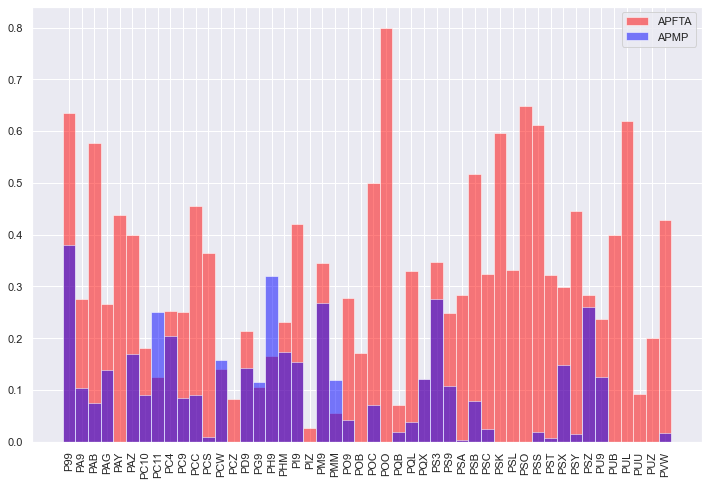 APFTA
APMP
0.8
0.7
0.6
0.5
0.4
0.3
0.2
0.1
0.0
P99
PA9
PAB
PAG
PAY
PAZ
PC10
PC11
PC4
PC9
PCC
PCS
PCW
PCZ
PD9
PG9
PH9
PHM
PI9
PIZ
PM9
PMM
PO9
POB
POC
POO
PQB
PQL
PQX
PS3
PS9
PSA
PSB
PSC
PSK
PSL
PSO
PSS
PST
PSX
PSY
PSZ
PU9
PUB
PUL
PUU
PUZ
PVW